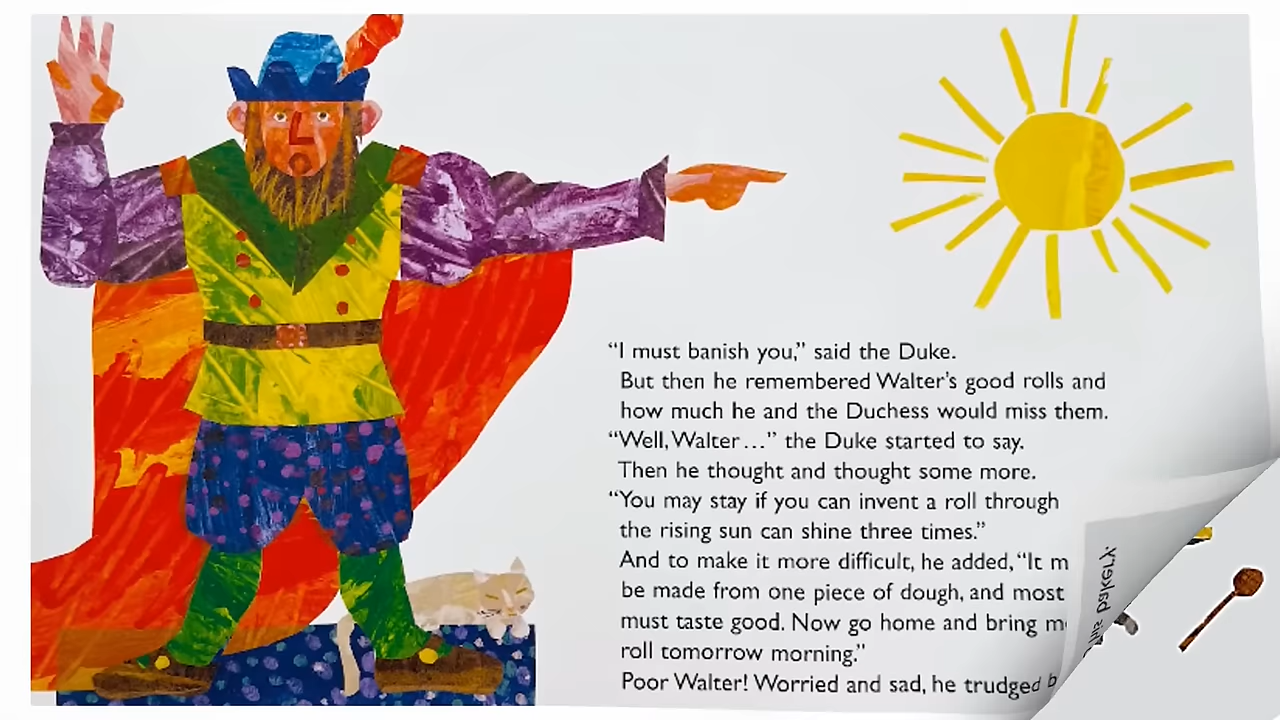 “I must banish you,” said the Duke.
But then he remembered Walter’s good rolls and
how much he and the Duchess would miss them.
“Well, Walter...” the Duke started to say.
Then he thought and thought some more.
“You may stay if you can invent a roll through
the rising sun can shine three times.”
And to make it more difficult, he added, “It m
be made from one piece of dough, and most
must taste good. Now go home and bring m
roll tomorrow morning.”
Poor Walter! Worried and sad, he trudged b
bakery.